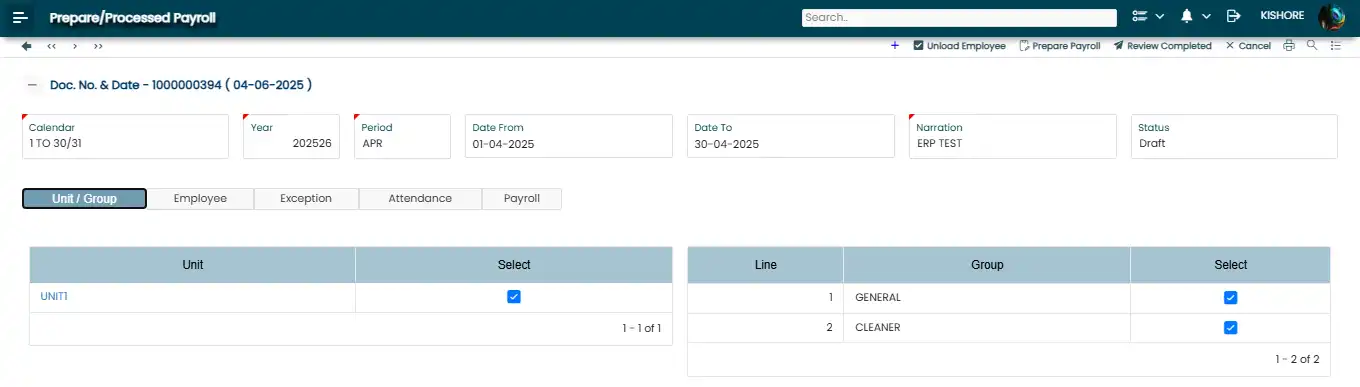 Prepare/Processed Payroll
Search..
KISHORE
<< > >>
+ Unload Employee Prepare Payroll Review Completed Cancel
Doc. No. & Date - 1000000394 ( 04-06-2025 )
Calendar Year Period Date From Date To Narration Status
1 TO 30/31 202526 APR 01-04-2025 30-04-2025 ERP TEST Draft
Unit / Group Employee Exception Attendance Payroll
Unit Select Line Group Select
UNIT1 1 GENERAL
1 - 1 of 1 2 CLEANER
1 - 2 of 2